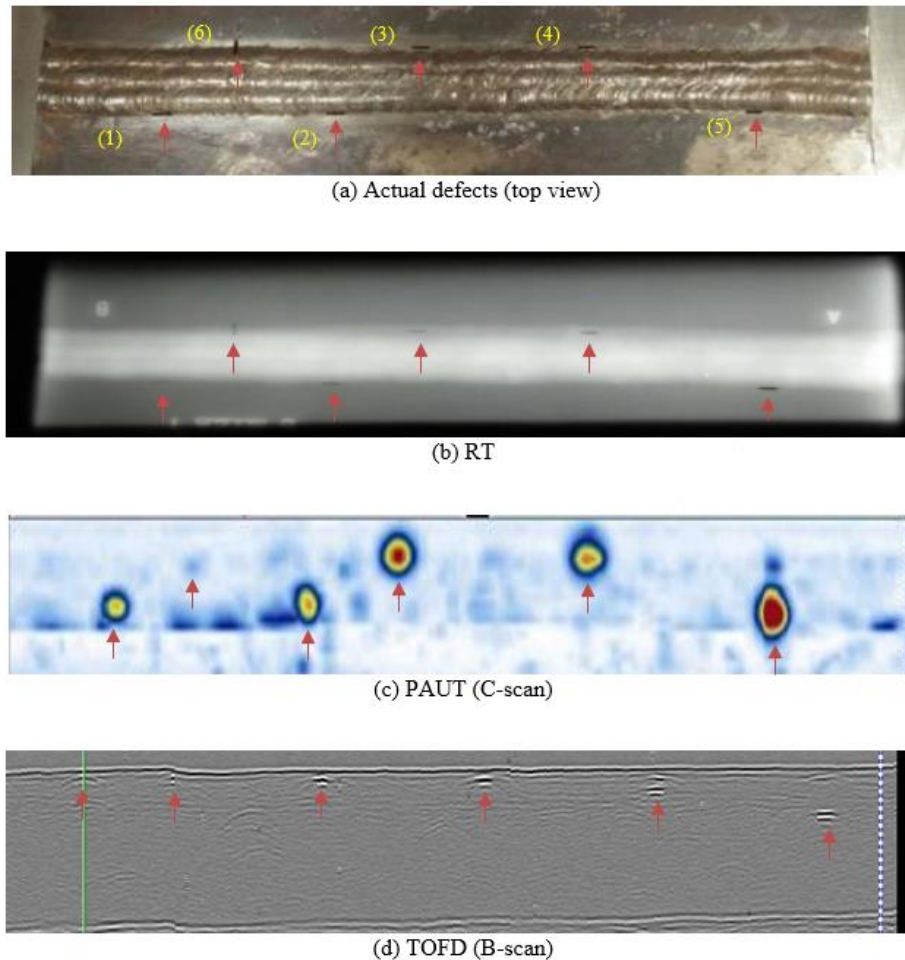 (6) (3) (4)
(1) (2) (5)
(a) Actual defects (top view)
(b) RT
(c) PAUT (C-scan)
(d) TOFD (B-scan)